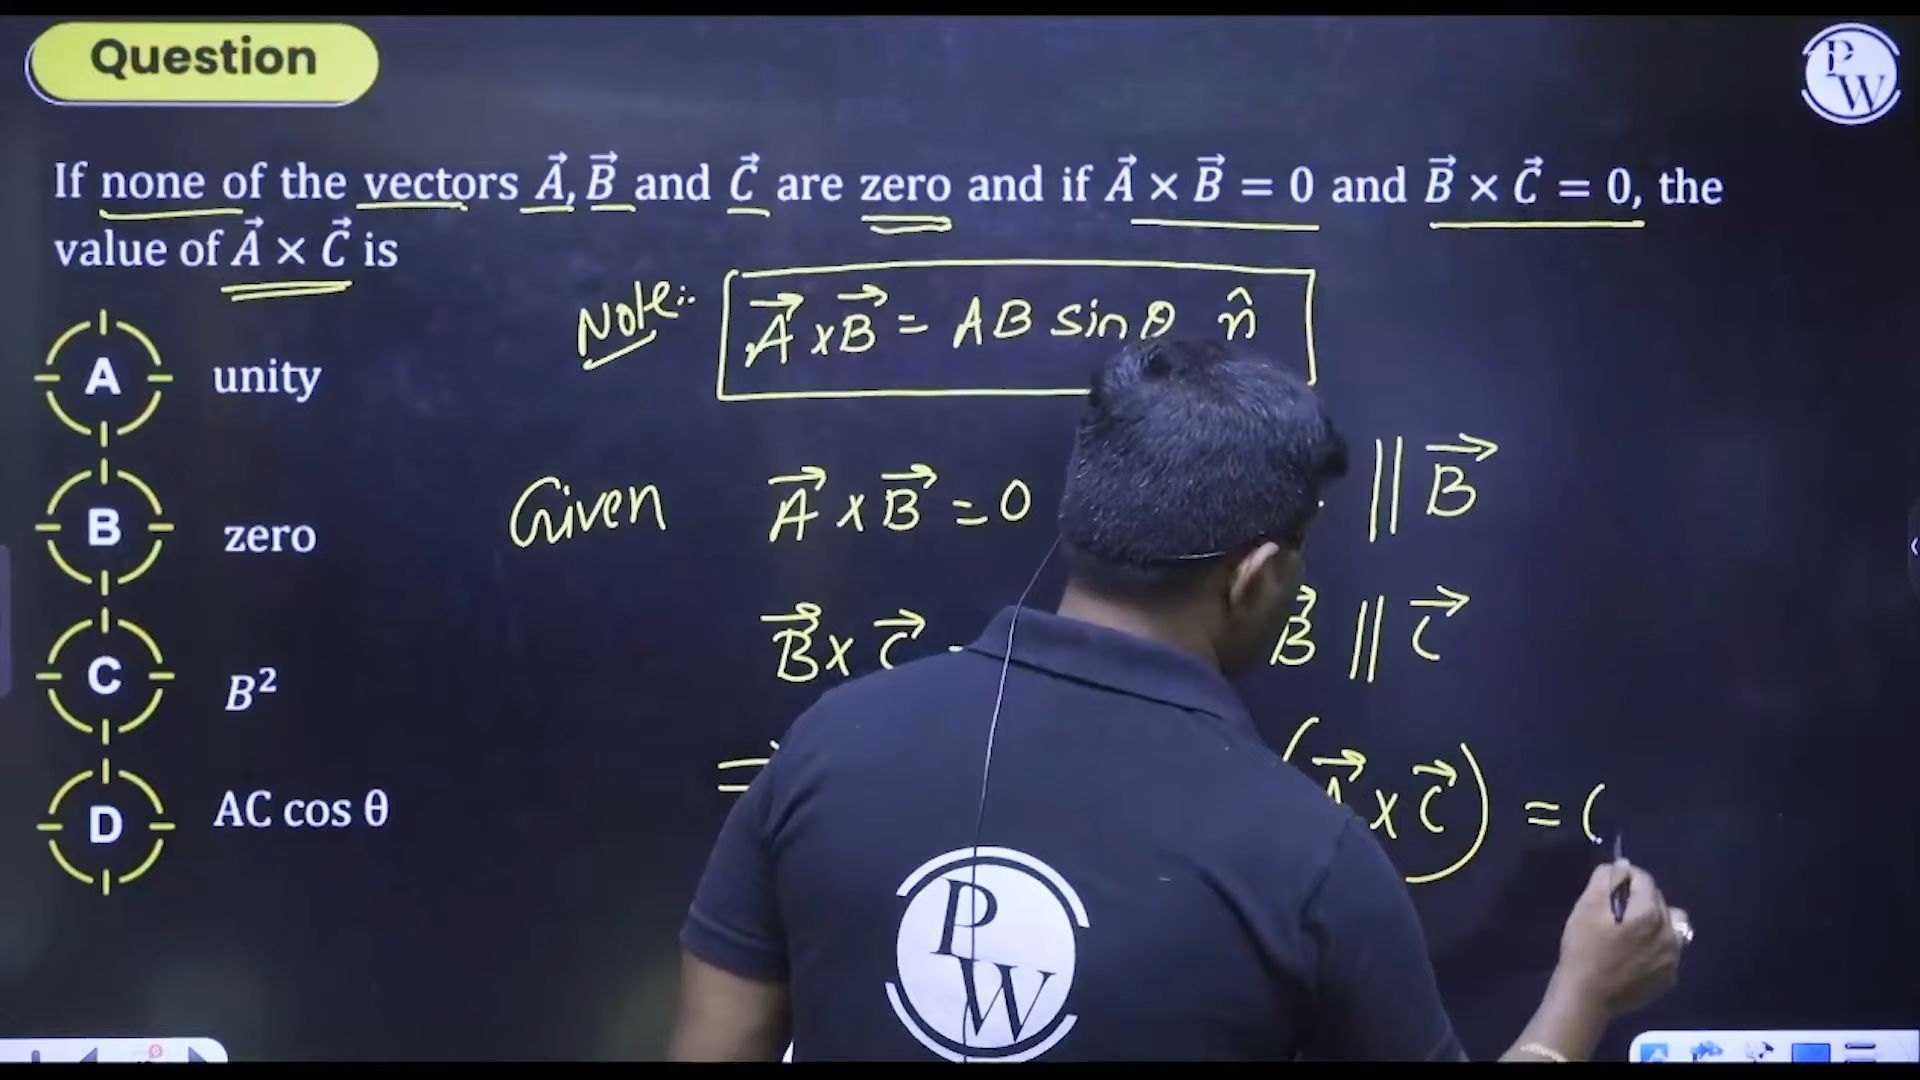 Question
PW
If none of the vectors A⃗, B⃗ and C⃗ are zero and if A⃗ × B⃗ = 0 and B⃗ × C⃗ = 0, the
value of A⃗ × C⃗ is
Note:-
A⃗ × B⃗ = AB sin θ n̂
A unity
Given A⃗ × B⃗ = 0 || B⃗
B zero
B⃗ × C⃗ B⃗ || C⃗
C B²
= (A⃗ × C⃗) = (
D AC cos θ
PW